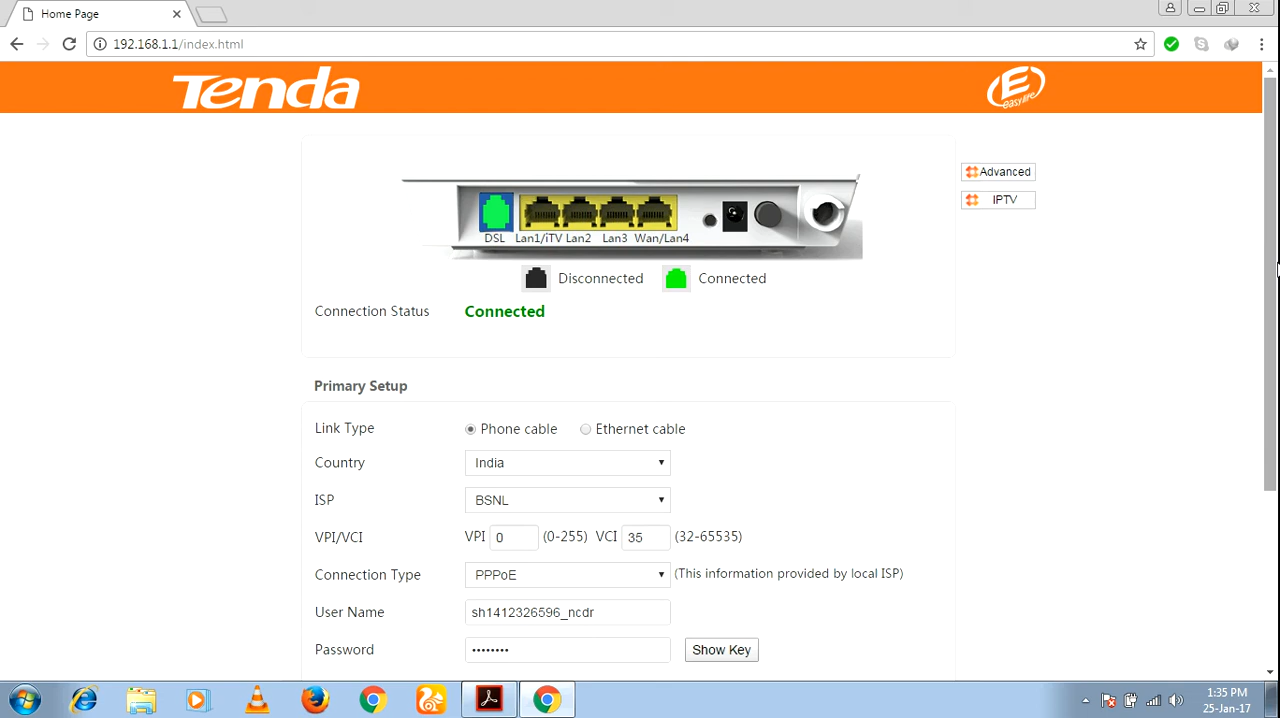 Home Page
192.168.1.1/index.html
Tenda
E
easy life
Advanced
IPTV
DSL Lan1/iTV Lan2 Lan3 Wan/Lan4
Disconnected Connected
Connection Status Connected
Primary Setup
Link Type Phone cable Ethernet cable
Country India
ISP BSNL
VPI/VCI VPI 0 (0-255) VCI 35 (32-65535)
Connection Type PPPoE (This information provided by local ISP)
User Name sh1412326596_ncdr
Password •••••••• Show Key
1:35 PM
25-Jan-17